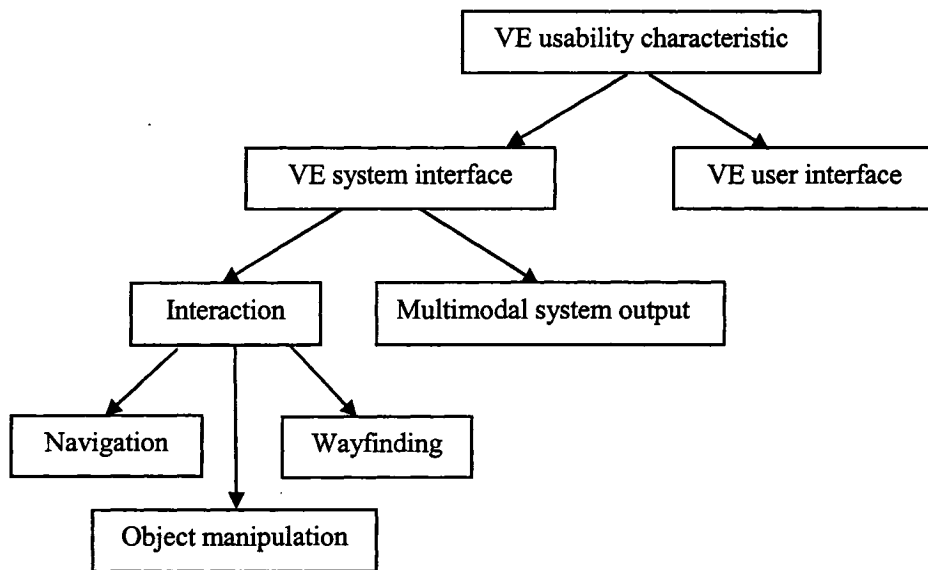 VE usability characteristic
VE system interface
VE user interface
Interaction
Multimodal system output
Navigation
Wayfinding
Object manipulation